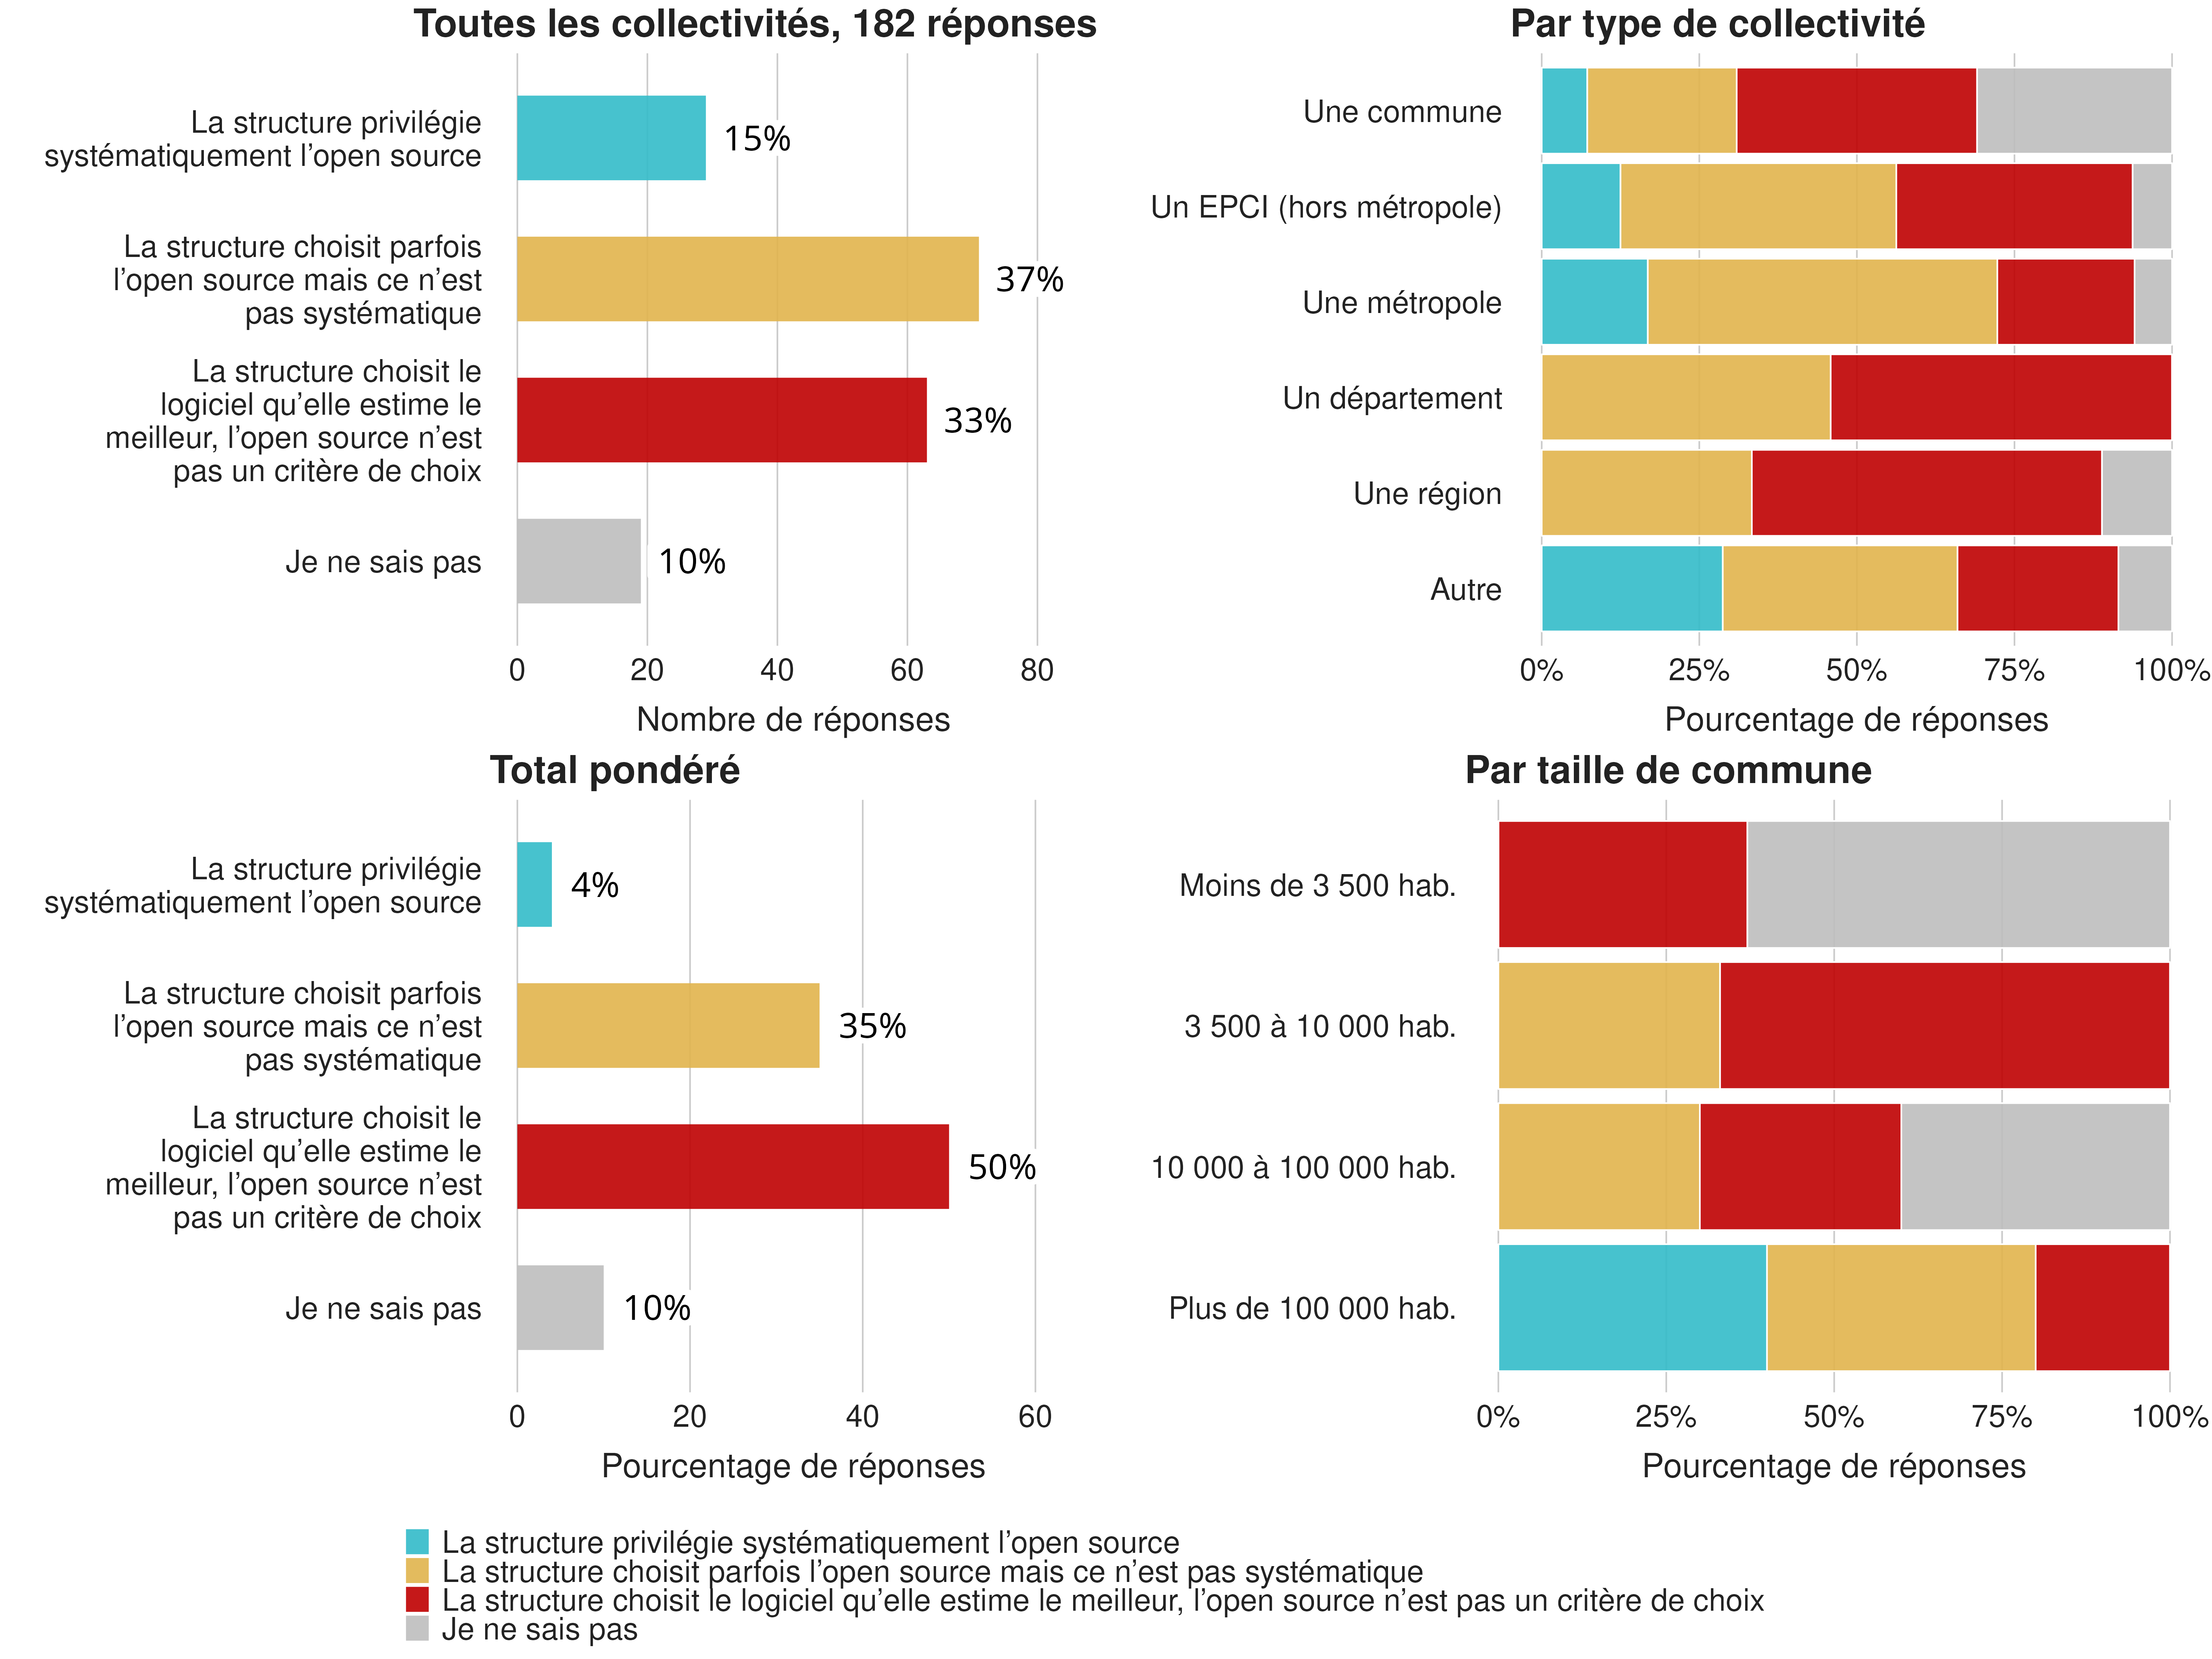 Toutes les collectivités, 182 réponses
La structure privilégie
systématiquement l'open source
15%
La structure choisit parfois
l'open source mais ce n'est
pas systématique
37%
La structure choisit le
logiciel qu'elle estime le
meilleur, l'open source n'est
pas un critère de choix
33%
Je ne sais pas
10%
0 20 40 60 80
Nombre de réponses
Par type de collectivité
Une commune
Un EPCI (hors métropole)
Une métropole
Un département
Une région
Autre
0% 25% 50% 75% 100%
Pourcentage de réponses
Total pondéré
La structure privilégie
systématiquement l'open source
4%
La structure choisit parfois
l'open source mais ce n'est
pas systématique
35%
La structure choisit le
logiciel qu'elle estime le
meilleur, l'open source n'est
pas un critère de choix
50%
Je ne sais pas
10%
0 20 40 60
Pourcentage de réponses
Par taille de commune
Moins de 3 500 hab.
3 500 à 10 000 hab.
10 000 à 100 000 hab.
Plus de 100 000 hab.
0% 25% 50% 75% 100%
Pourcentage de réponses
La structure privilégie systématiquement l'open source
La structure choisit parfois l'open source mais ce n'est pas systématique
La structure choisit le logiciel qu'elle estime le meilleur, l'open source n'est pas un critère de choix
Je ne sais pas